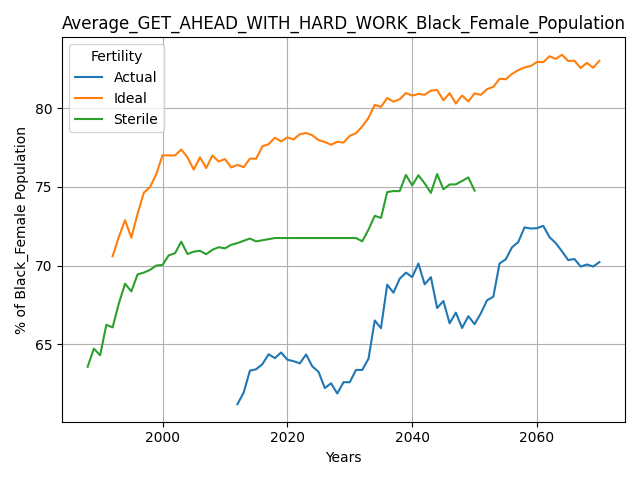 Average_GET_AHEAD_WITH_HARD_WORK_Black_Female_Population
Fertility
Actual
Ideal
Sterile
80
75
70
65
% of Black_Female Population
2000 2020 2040 2060
Years